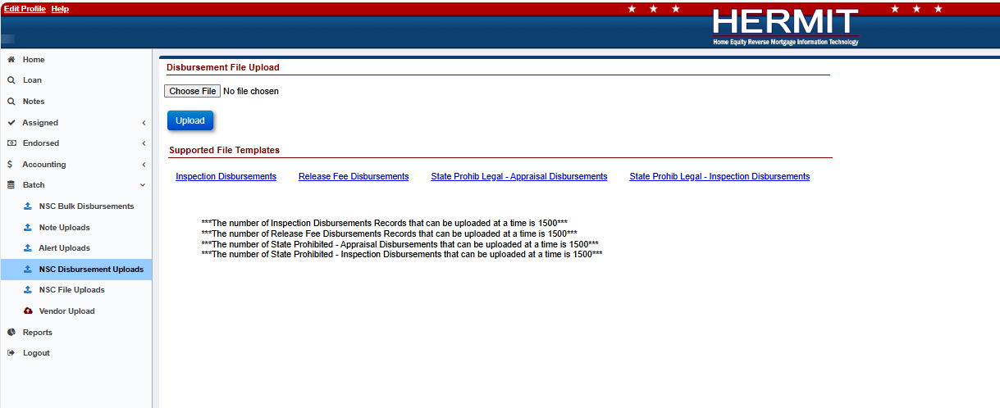 Edit Profile Help
HERMIT
Home Equity Reverse Mortgage Information Technology
Home
Loan
Notes
Assigned
Endorsed
Accounting
Batch
NSC Bulk Disbursements
Note Uploads
Alert Uploads
NSC Disbursement Uploads
NSC File Uploads
Vendor Upload
Reports
Logout
Disbursement File Upload
Choose File No file chosen
Upload
Supported File Templates
Inspection Disbursements Release Fee Disbursements State Prohib Legal - Appraisal Disbursements State Prohib Legal - Inspection Disbursements
***The number of Inspection Disbursements Records that can be uploaded at a time is 1500***
***The number of Release Fee Disbursements Records that can be uploaded at a time is 1500***
***The number of State Prohibited - Appraisal Disbursements that can be uploaded at a time is 1500***
***The number of State Prohibited - Inspection Disbursements that can be uploaded at a time is 1500***